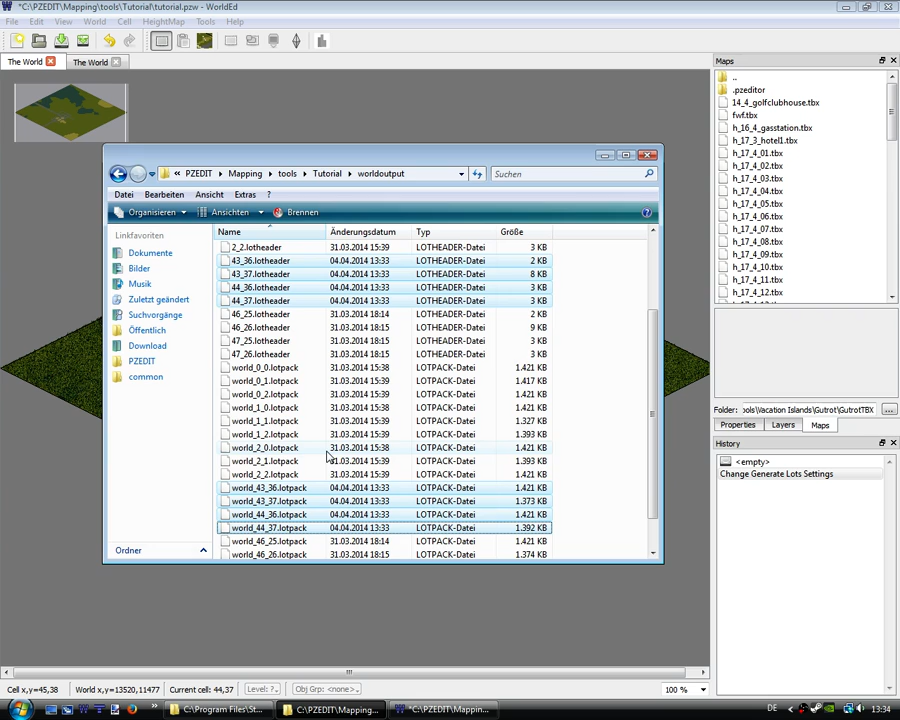 *C:\PZEDIT\Mapping\tools\Tutorial\tutorial.pzw - WorldEd
File Edit View World Cell HeightMap Tools Help
The World The World
Maps
..
.pzeditor
14_4_golfclubhouse.tbx
fwf.tbx
h_16_4_gasstation.tbx
h_17_3_hotel1.tbx
h_17_4_01.tbx
h_17_4_02.tbx
h_17_4_03.tbx
h_17_4_04.tbx
h_17_4_05.tbx
h_17_4_06.tbx
h_17_4_07.tbx
h_17_4_08.tbx
h_17_4_09.tbx
h_17_4_10.tbx
h_17_4_11.tbx
h_17_4_12.tbx
« PZEDIT Mapping tools Tutorial worldoutput Suchen
Datei Bearbeiten Ansicht Extras ?
Organisieren Ansichten Brennen
Linkfavoriten
Dokumente
Bilder
Musik
Zuletzt geändert
Suchvorgänge
Öffentlich
Download
PZEDIT
common
Ordner
Name Änderungsdatum Typ Größe
2_2.lotheader 31.03.2014 15:39 LOTHEADER-Datei 3 KB
43_36.lotheader 04.04.2014 13:33 LOTHEADER-Datei 2 KB
43_37.lotheader 04.04.2014 13:33 LOTHEADER-Datei 8 KB
44_36.lotheader 04.04.2014 13:33 LOTHEADER-Datei 3 KB
44_37.lotheader 04.04.2014 13:33 LOTHEADER-Datei 3 KB
46_25.lotheader 31.03.2014 18:14 LOTHEADER-Datei 2 KB
46_26.lotheader 31.03.2014 18:15 LOTHEADER-Datei 9 KB
47_25.lotheader 31.03.2014 18:15 LOTHEADER-Datei 3 KB
47_26.lotheader 31.03.2014 18:15 LOTHEADER-Datei 3 KB
world_0_0.lotpack 31.03.2014 15:38 LOTPACK-Datei 1.421 KB
world_0_1.lotpack 31.03.2014 15:39 LOTPACK-Datei 1.417 KB
world_0_2.lotpack 31.03.2014 15:39 LOTPACK-Datei 1.421 KB
world_1_0.lotpack 31.03.2014 15:38 LOTPACK-Datei 1.421 KB
world_1_1.lotpack 31.03.2014 15:39 LOTPACK-Datei 1.327 KB
world_1_2.lotpack 31.03.2014 15:39 LOTPACK-Datei 1.393 KB
world_2_0.lotpack 31.03.2014 15:38 LOTPACK-Datei 1.421 KB
world_2_1.lotpack 31.03.2014 15:39 LOTPACK-Datei 1.393 KB
world_2_2.lotpack 31.03.2014 15:39 LOTPACK-Datei 1.421 KB
world_43_36.lotpack 04.04.2014 13:33 LOTPACK-Datei 1.421 KB
world_43_37.lotpack 04.04.2014 13:33 LOTPACK-Datei 1.373 KB
world_44_36.lotpack 04.04.2014 13:33 LOTPACK-Datei 1.421 KB
world_44_37.lotpack 04.04.2014 13:33 LOTPACK-Datei 1.392 KB
world_46_25.lotpack 31.03.2014 18:14 LOTPACK-Datei 1.421 KB
world_46_26.lotpack 31.03.2014 18:15 LOTPACK-Datei 1.374 KB
Folder: ools\Vacation Islands\Gutrot\GutrotTBX ...
Properties Layers Maps
History
<empty>
Change Generate Lots Settings
Cell x,y=45,38 World x,y=13520,11477 Current cell: 44,37 Level: ? Obj Grp: <none> 100 %
» C:\Program Files\St... C:\PZEDIT\Mapping... *C:\PZEDIT\Mappin... DE 13:34